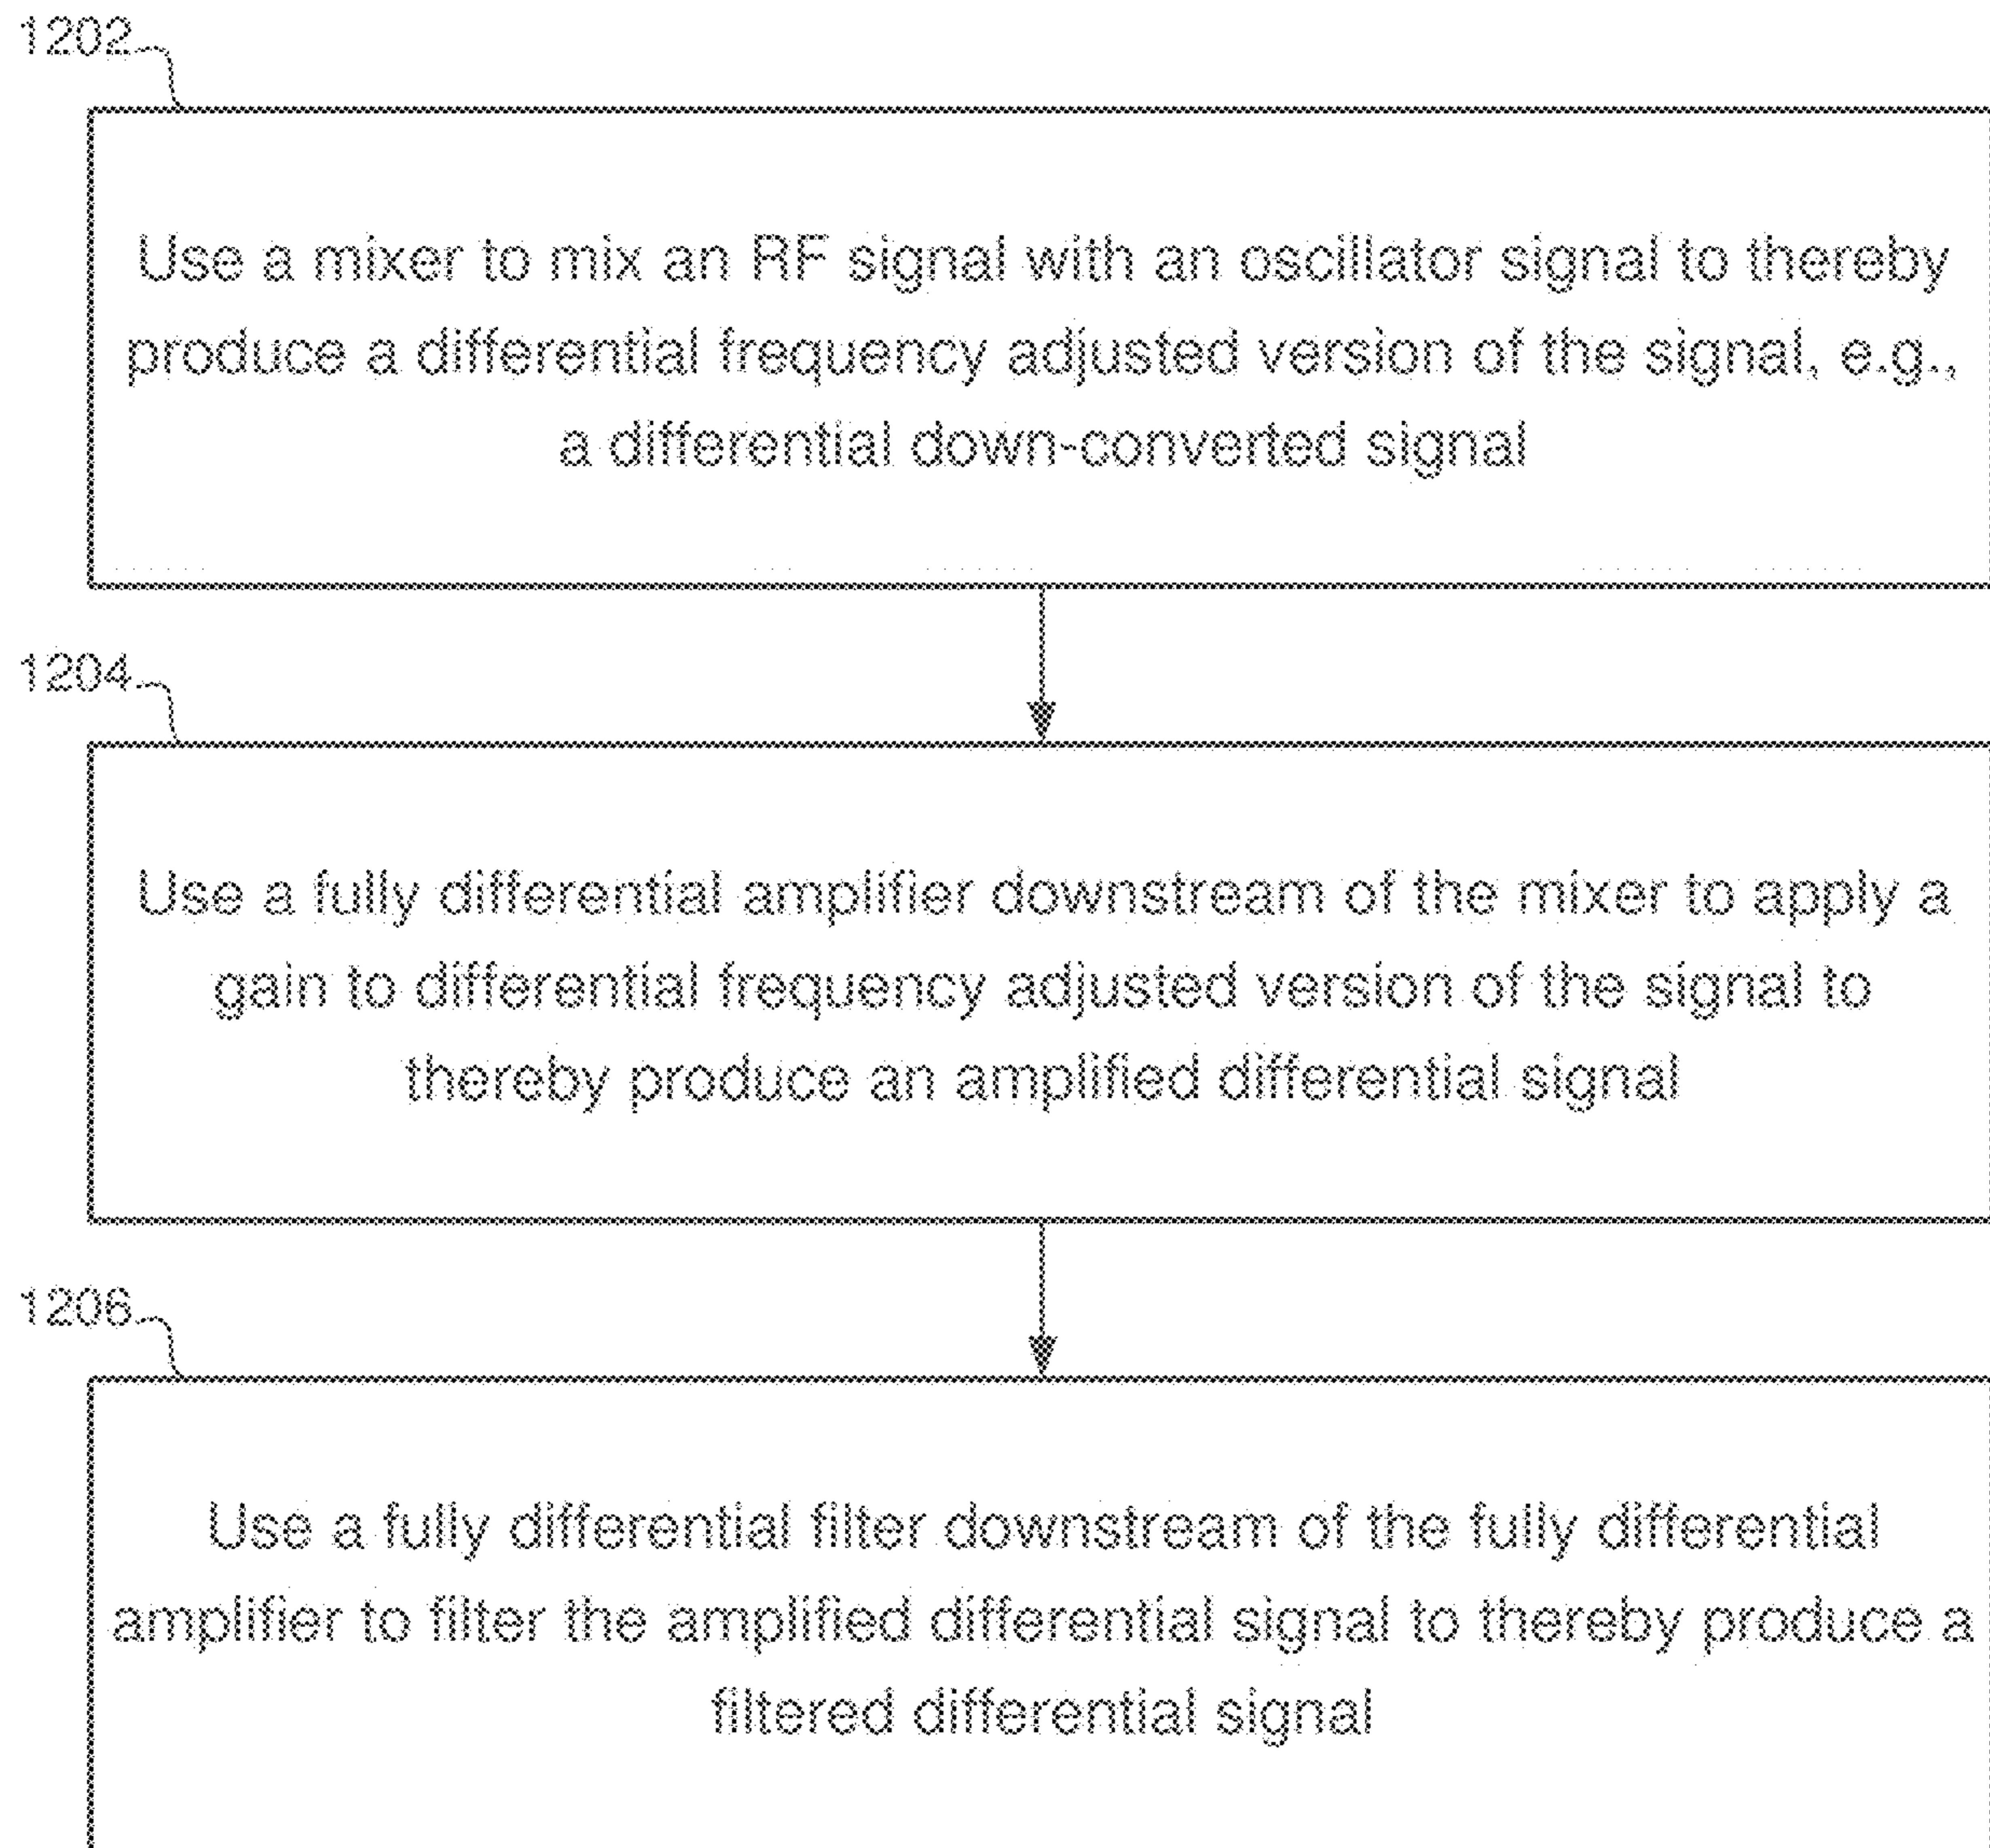 1202
Use a mixer to mix an RF signal with an oscillator signal to thereby
produce a differential frequency adjusted version of the signal, e.g.,
a differential down-converted signal
1204
Use a fully differential amplifier downstream of the mixer to apply a
gain to differential frequency adjusted version of the signal to
thereby produce an amplified differential signal
1206
Use a fully differential filter downstream of the fully differential
amplifier to filter the amplified differential signal to thereby produce a
filtered differential signal